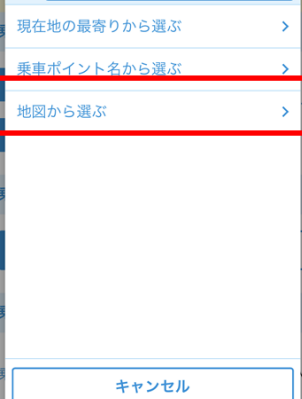 現在地の最寄りから選ぶ
乗車ポイント名から選ぶ
地図から選ぶ
キャンセル